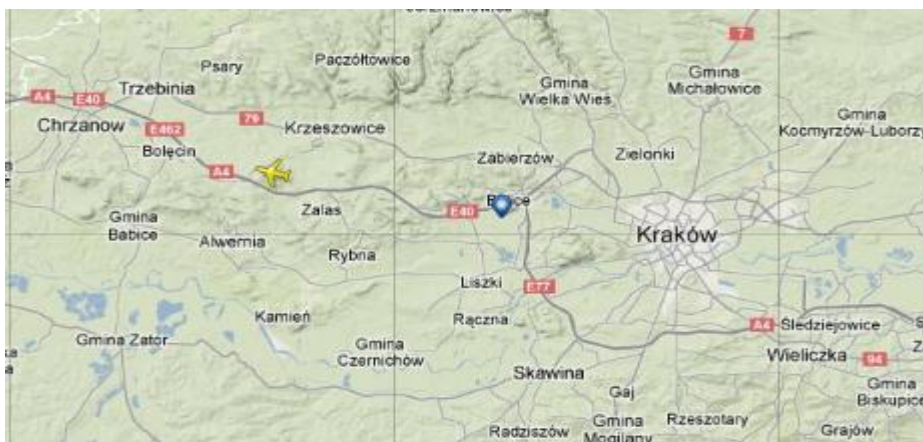 7
Psary
Paczółtowice
Gmina
Wielka Wieś
Gmina
Michałowice
A4
E40
Trzebinia
Chrzanow
E462
79
Krzeszowice
Gmina
Kocmyrzów-Luborzy
Bolęcin
A4
Zabierzów
Zielonki
Zalas
E40
Gmina
Babice
Alwernia
Rybna
Kraków
Liszki
E77
Kamień
Rączna
A4
Śledziejowice
Gmina Zator
Gmina
Czernichów
Wieliczka
94
Skawina
Gaj
Gmina
Biskupice
Radziszów
Gmina
Mogilany
Rzeszotary
Grajów